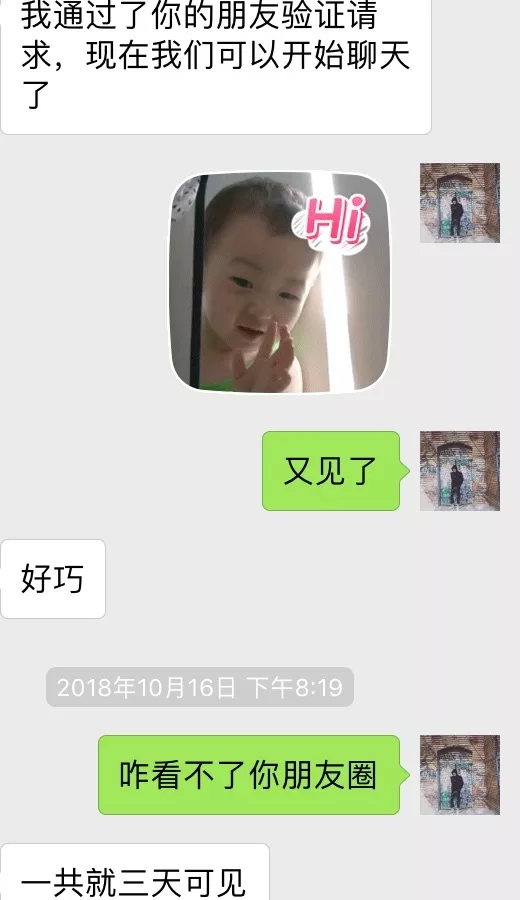 我通过了你的朋友验证请
求，现在我们可以开始聊天
了
Hi
又见了
好巧
2018年10月16日 下午8:19
咋看不了你朋友圈
一共就三天可见